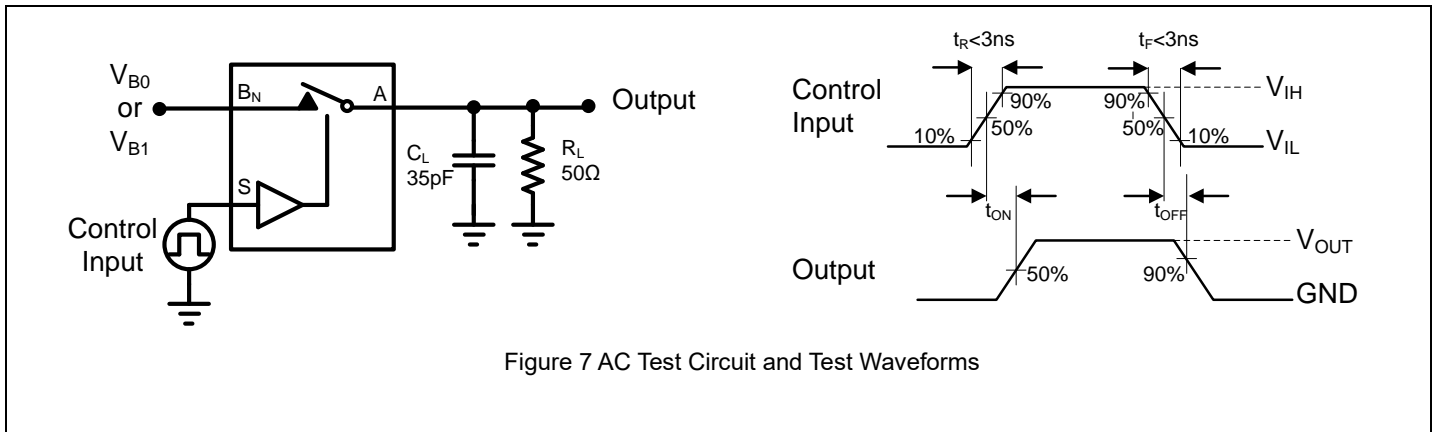 V_B0
or
V_B1
B_N
A
Output
S
C_L
35pF
R_L
50Ω
Control
Input
t_R<3ns
t_F<3ns
Control
Input
90%
90%
V_IH
50%
50%
10%
10%
V_IL
t_ON
t_OFF
V_OUT
Output
50%
90%
GND
Figure 7 AC Test Circuit and Test Waveforms